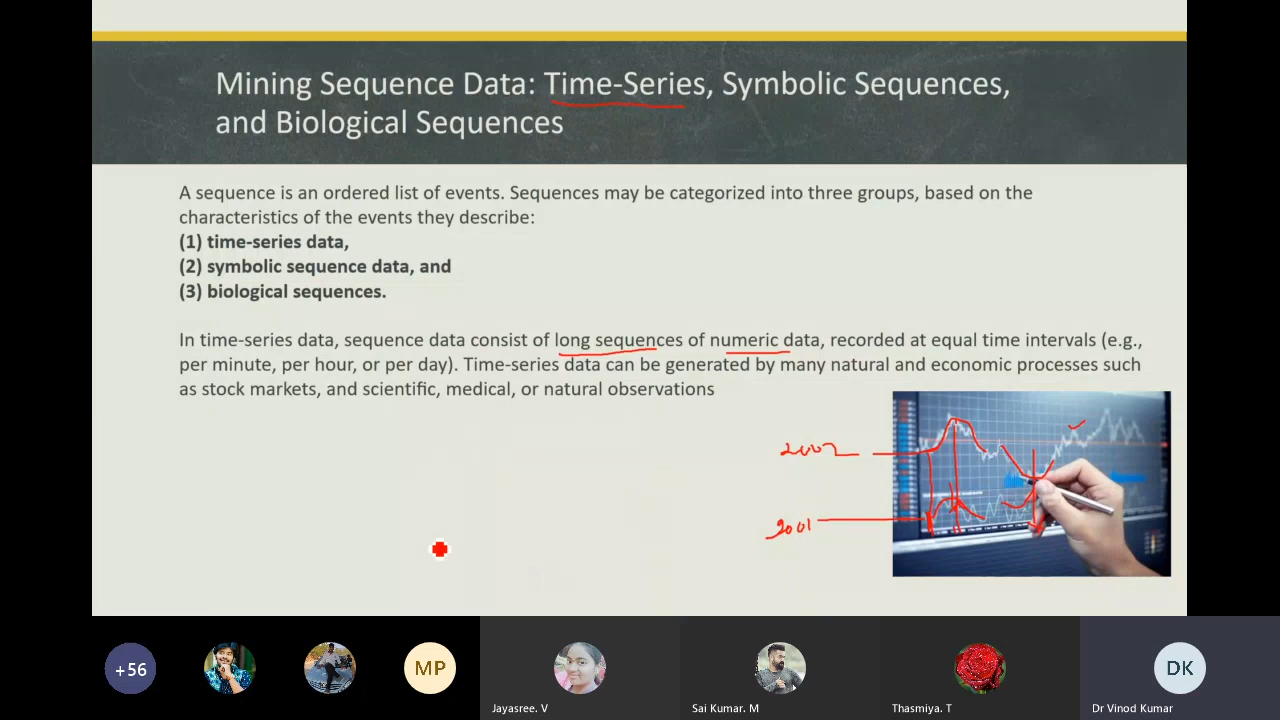 Mining Sequence Data: Time-Series, Symbolic Sequences,
and Biological Sequences
A sequence is an ordered list of events. Sequences may be categorized into three groups, based on the
characteristics of the events they describe:
(1) time-series data,
(2) symbolic sequence data, and
(3) biological sequences.
In time-series data, sequence data consist of long sequences of numeric data, recorded at equal time intervals (e.g.,
per minute, per hour, or per day). Time-series data can be generated by many natural and economic processes such
as stock markets, and scientific, medical, or natural observations
2002
2001
+56
MP
DK
Jayasree. V
Sai Kumar. M
Thasmiya. T
Dr Vinod Kumar